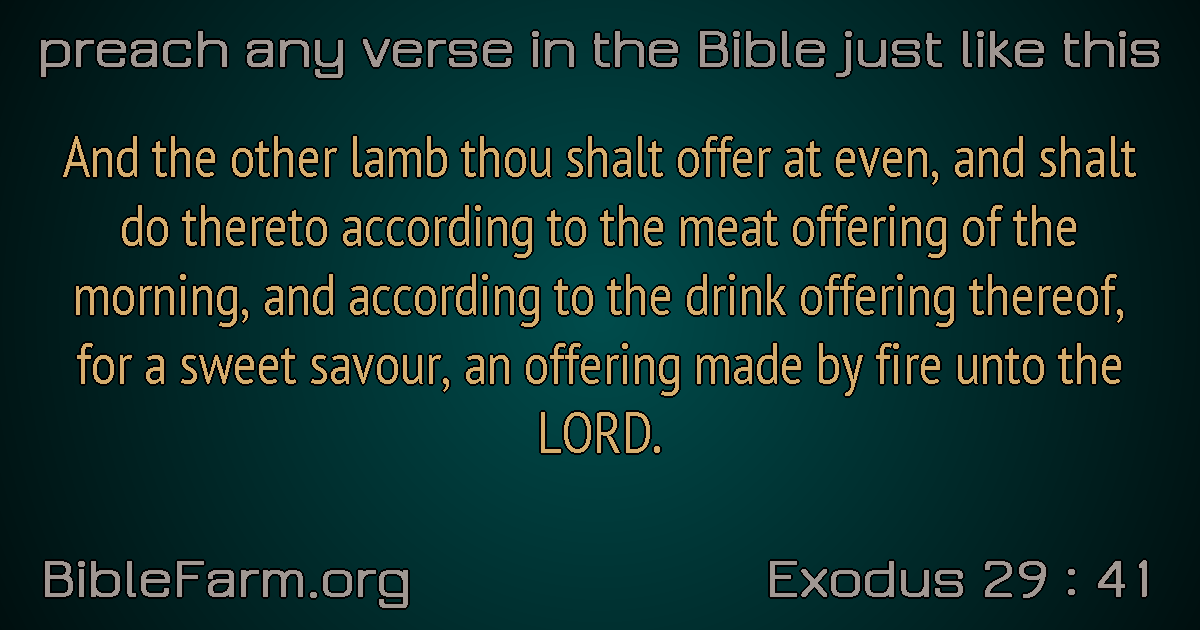 preach any verse in the Bible just like this
And the other lamb thou shalt offer at even, and shalt
do thereto according to the meat offering of the
morning, and according to the drink offering thereof,
for a sweet savour, an offering made by fire unto the
LORD.
BibleFarm.org
Exodus 29 : 41